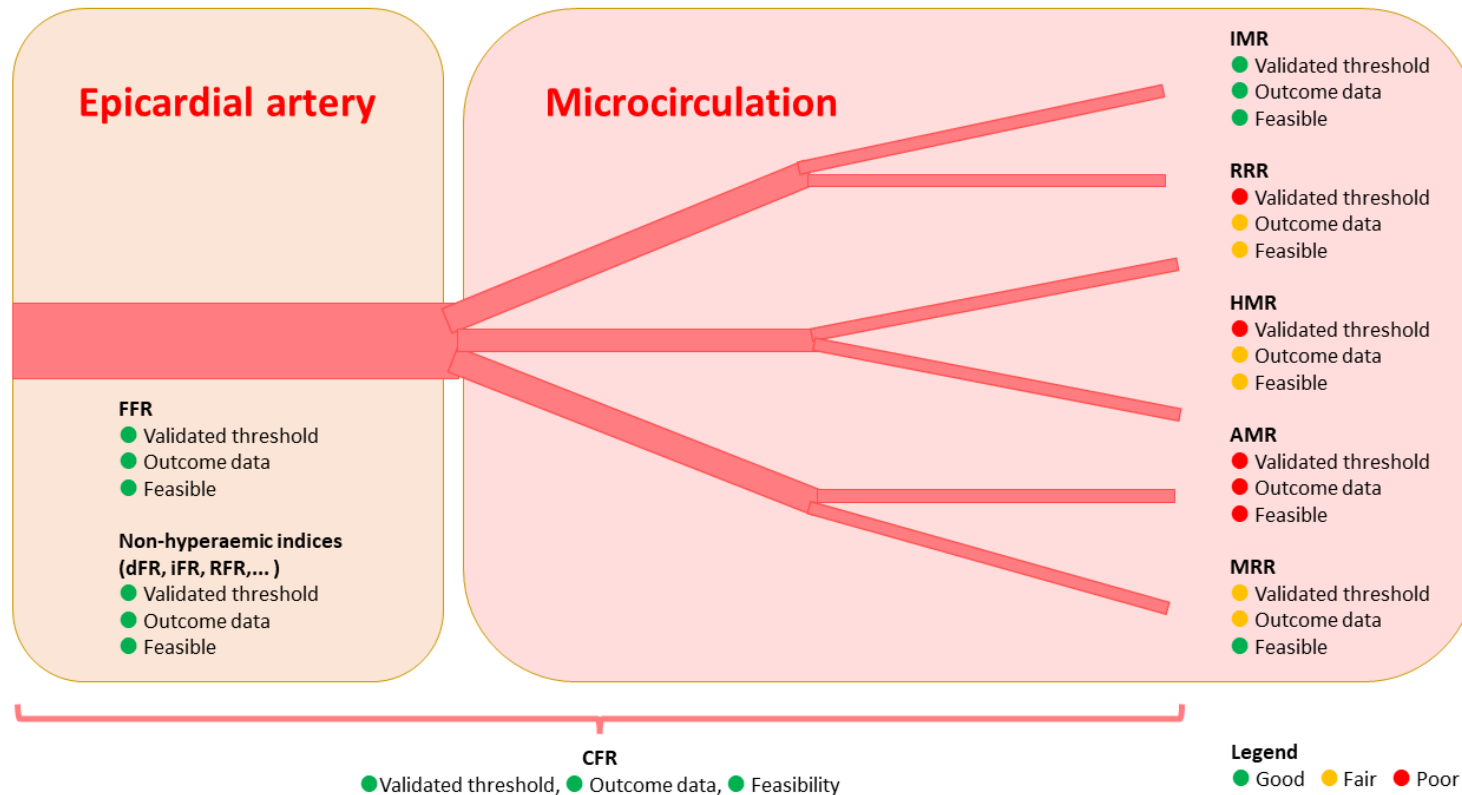 Epicardial artery
FFR
Validated threshold
Outcome data
Feasible
Non-hyperaemic indices
(dFR, iFR, RFR,... )
Validated threshold
Outcome data
Feasible
Microcirculation
IMR
Validated threshold
Outcome data
Feasible
RRR
Validated threshold
Outcome data
Feasible
HMR
Validated threshold
Outcome data
Feasible
AMR
Validated threshold
Outcome data
Feasible
MRR
Validated threshold
Outcome data
Feasible
CFR
Validated threshold, Outcome data, Feasibility
Legend
Good Fair Poor